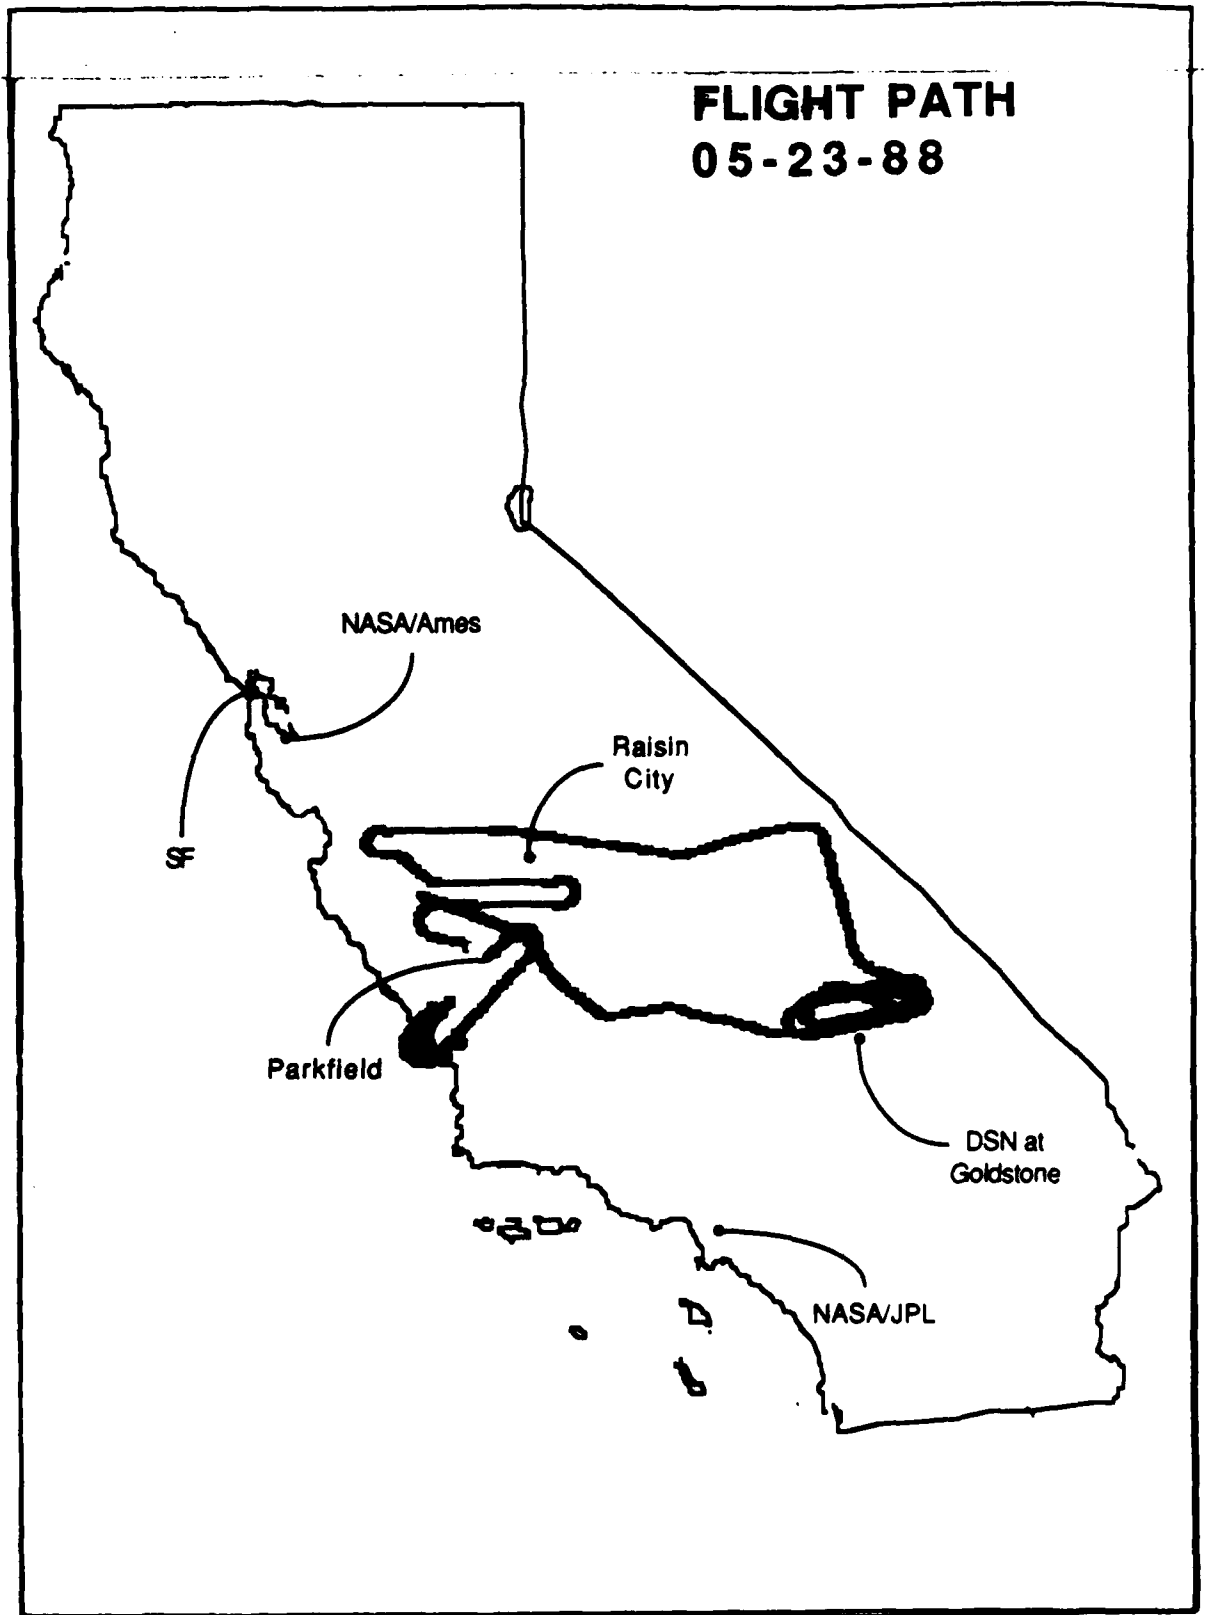 FLIGHT PATH
05-23-88
NASA/Ames
Raisin
City
SF
Parkfield
DSN at
Goldstone
NASA/JPL